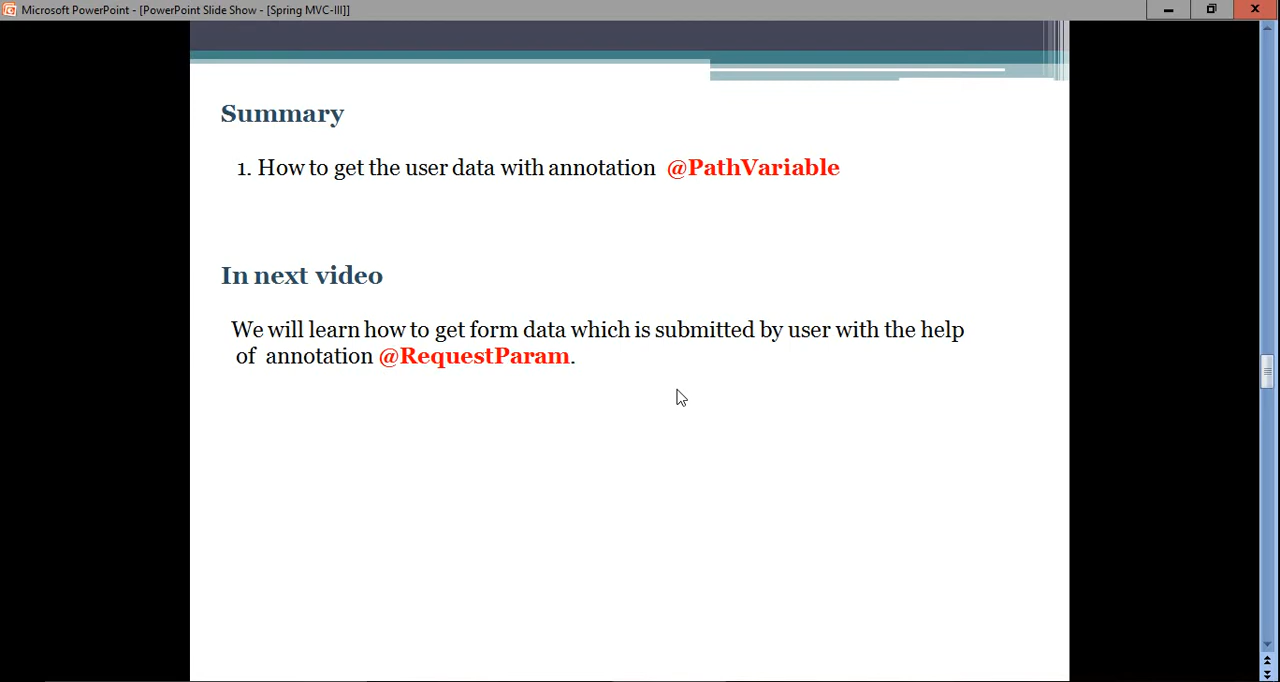 Microsoft PowerPoint - [PowerPoint Slide Show - [Spring MVC-III]]
Summary
1. How to get the user data with annotation @PathVariable
In next video
We will learn how to get form data which is submitted by user with the help
of annotation @RequestParam.